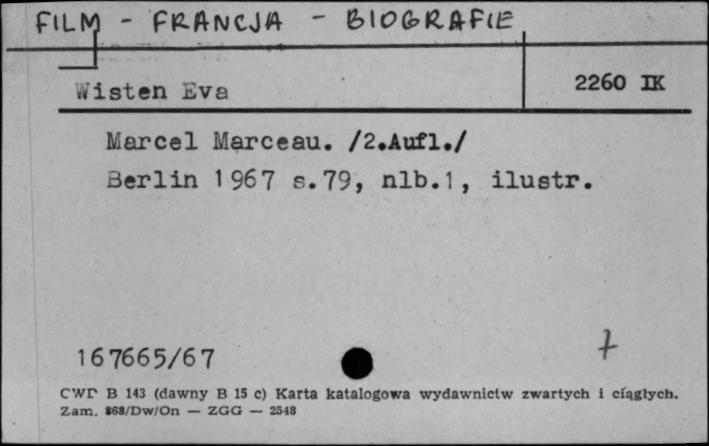 FILM - FRANCJA - BIOGRAFIE
Wisten Eva
2260 IK
Marcel Marceau. /2.Aufl./
Berlin 1967 s.79, nlb.1, ilustr.
167665/67
CWD B 143 (dawny B 15 c) Karta katalogowa wydawnictw zwartych i ciągłych.
Zam. 868/Dw/On — ZGG — 2548